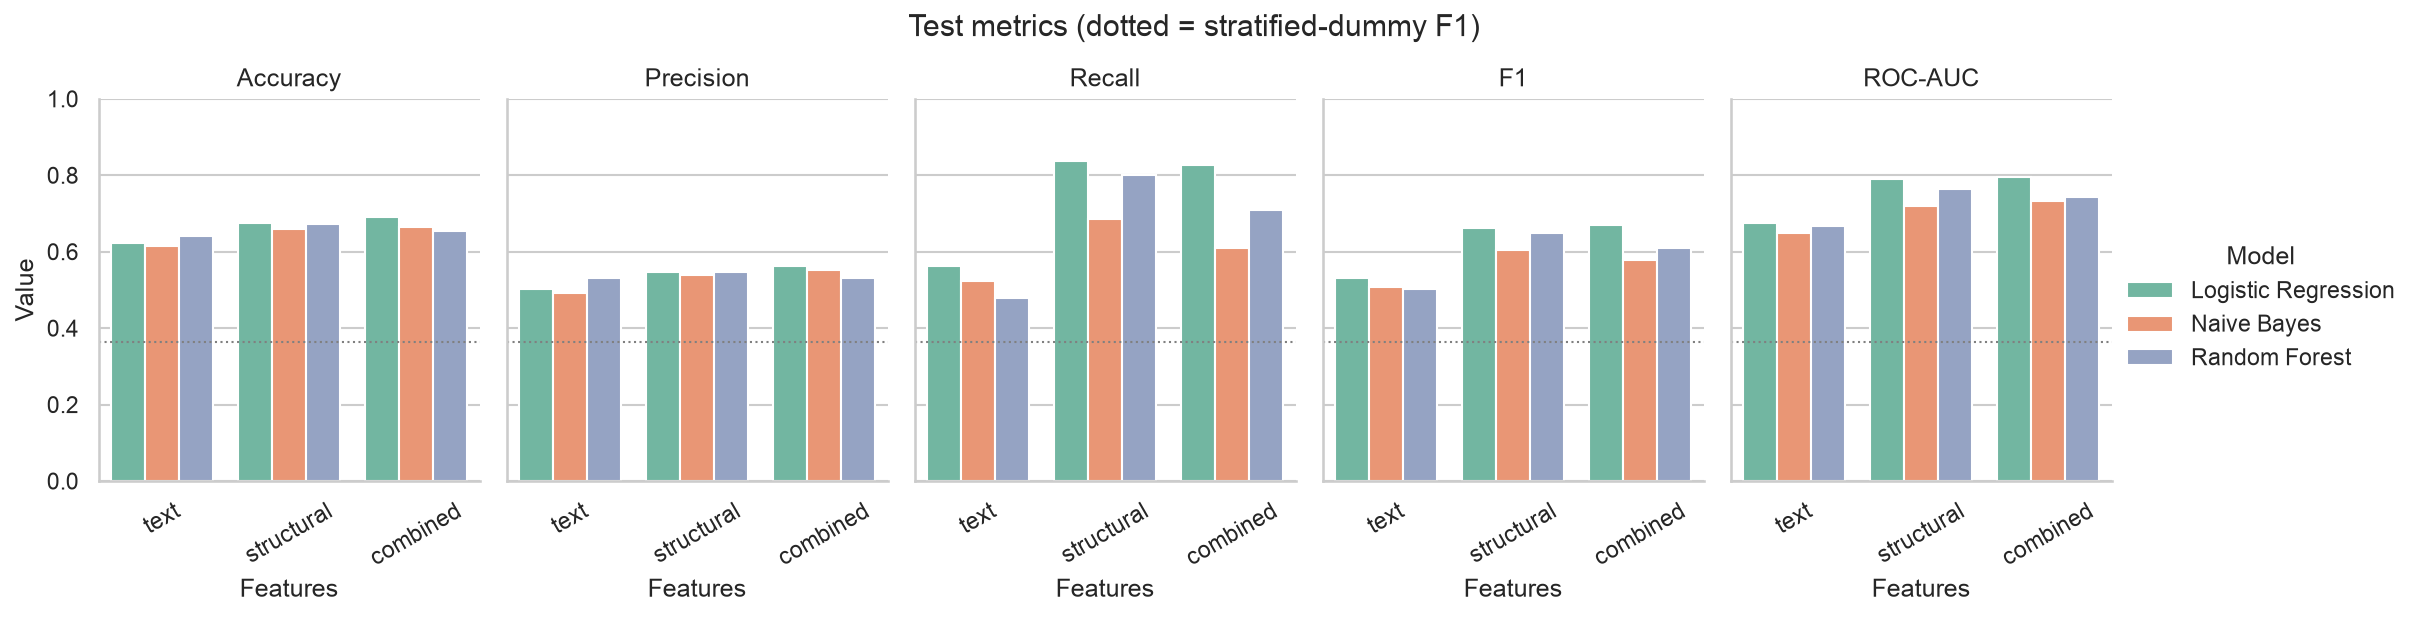 Test metrics (dotted = stratified-dummy F1)
Accuracy
Precision
Recall
F1
ROC-AUC
Value
1.0
0.8
0.6
0.4
0.2
0.0
text
structural
combined
text
structural
combined
text
structural
combined
text
structural
combined
text
structural
combined
Features
Features
Features
Features
Features
Model
Logistic Regression
Naive Bayes
Random Forest